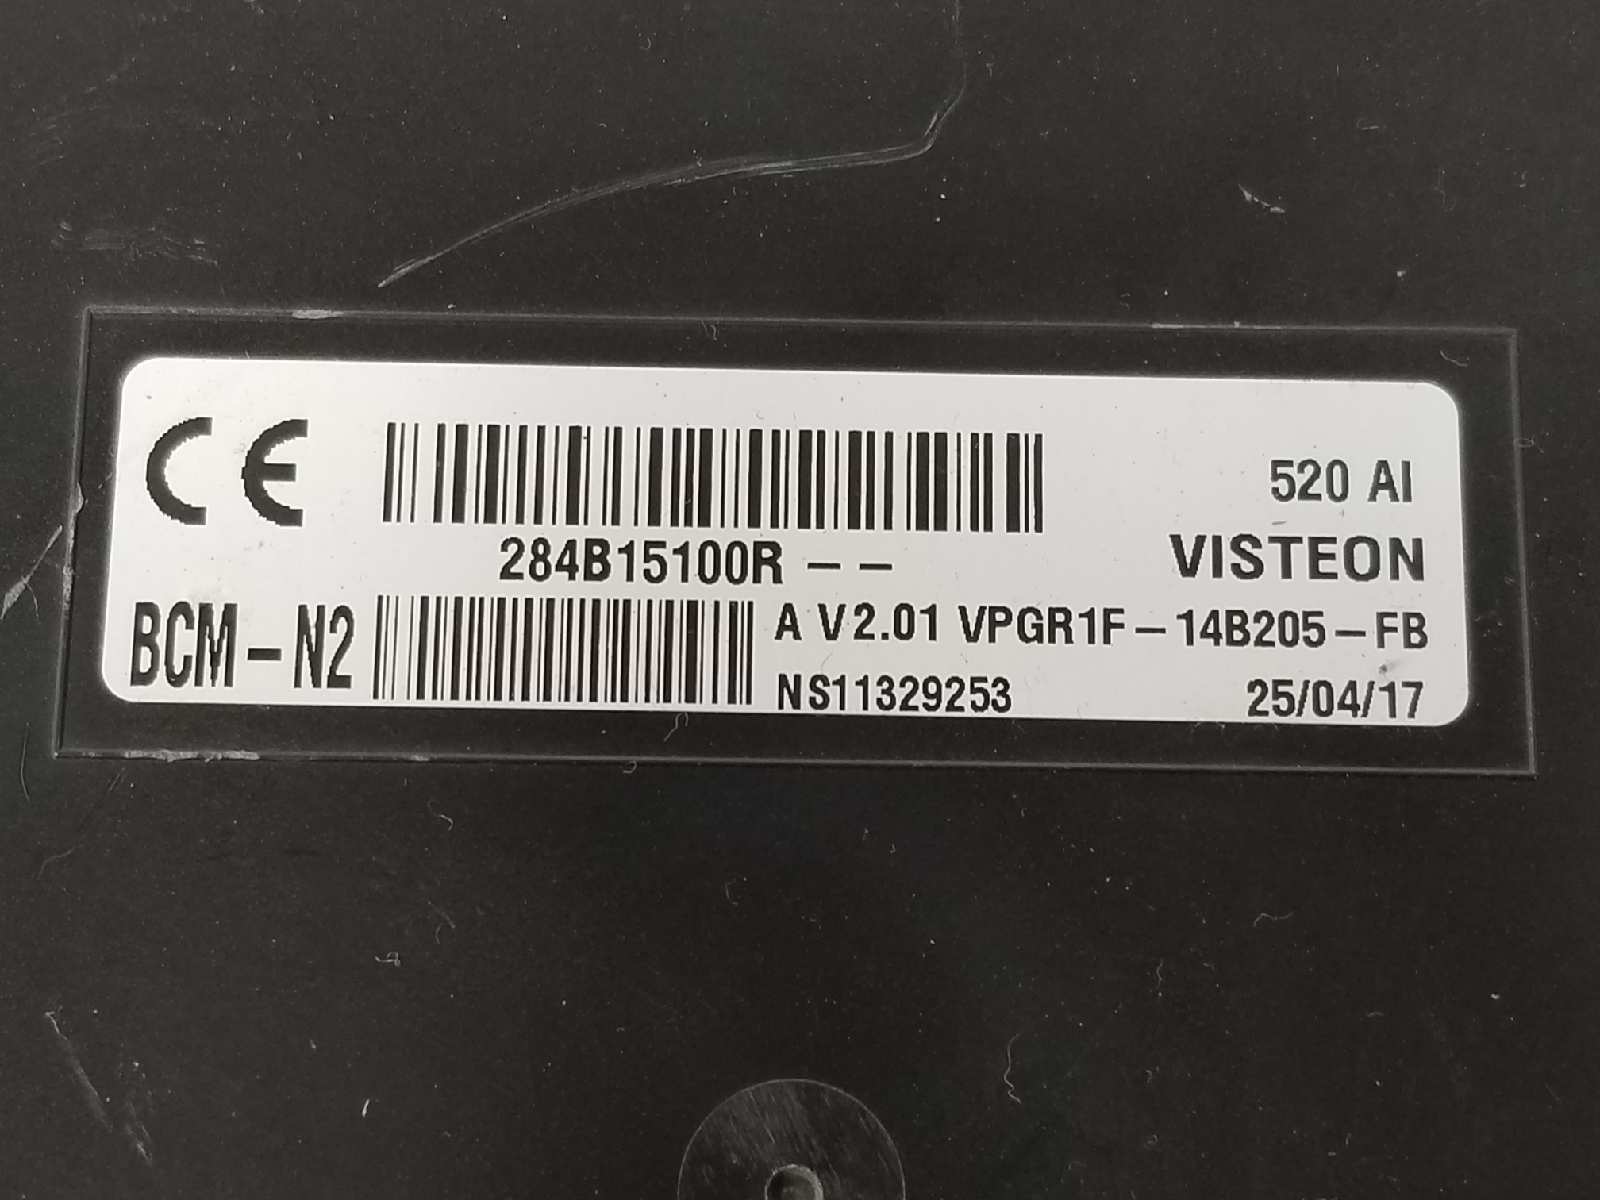 CE
520 AI
284B15100R -- 
VISTEON
BCM-N2
A V2.01 VPGR1F-14B205-FB
NS11329253
25/04/17